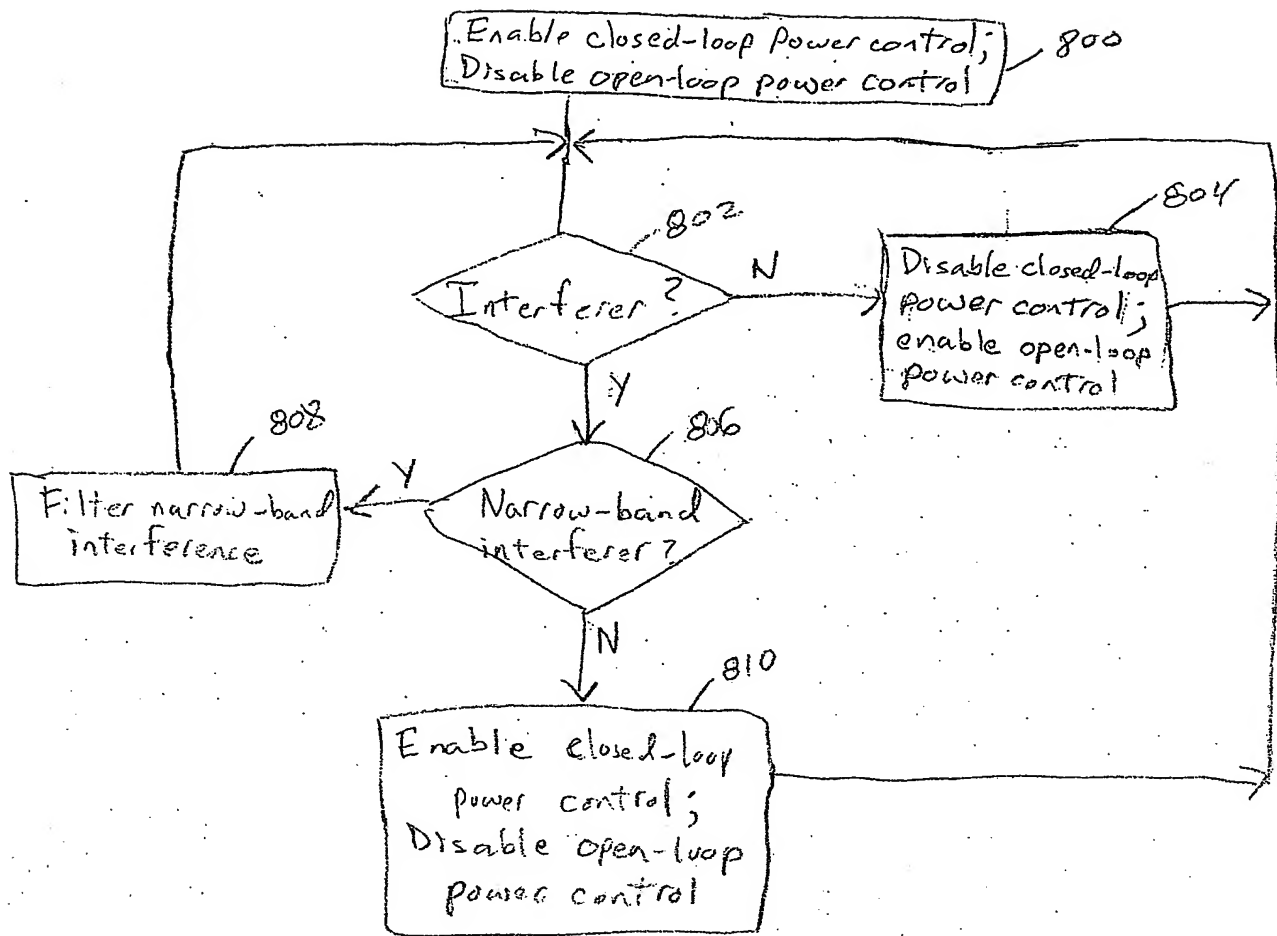 Enable closed-loop power control;
Disable open-loop power control
800
802
Interferer?
N
804
Disable closed-loop
power control;
enable open-loop
power control
Y
806
808
Y
Filter narrow-band
interference
Narrow-band
interferer?
N
810
Enable closed-loop
power control;
Disable open-loop
power control